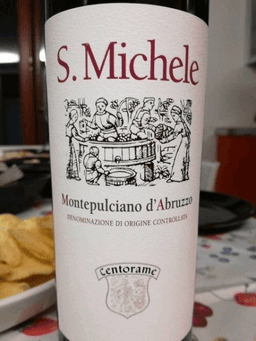 S. Michele
Montepulciano d'Abruzzo
DENOMINAZIONE DI ORIGINE CONTROLLATA
Centorame